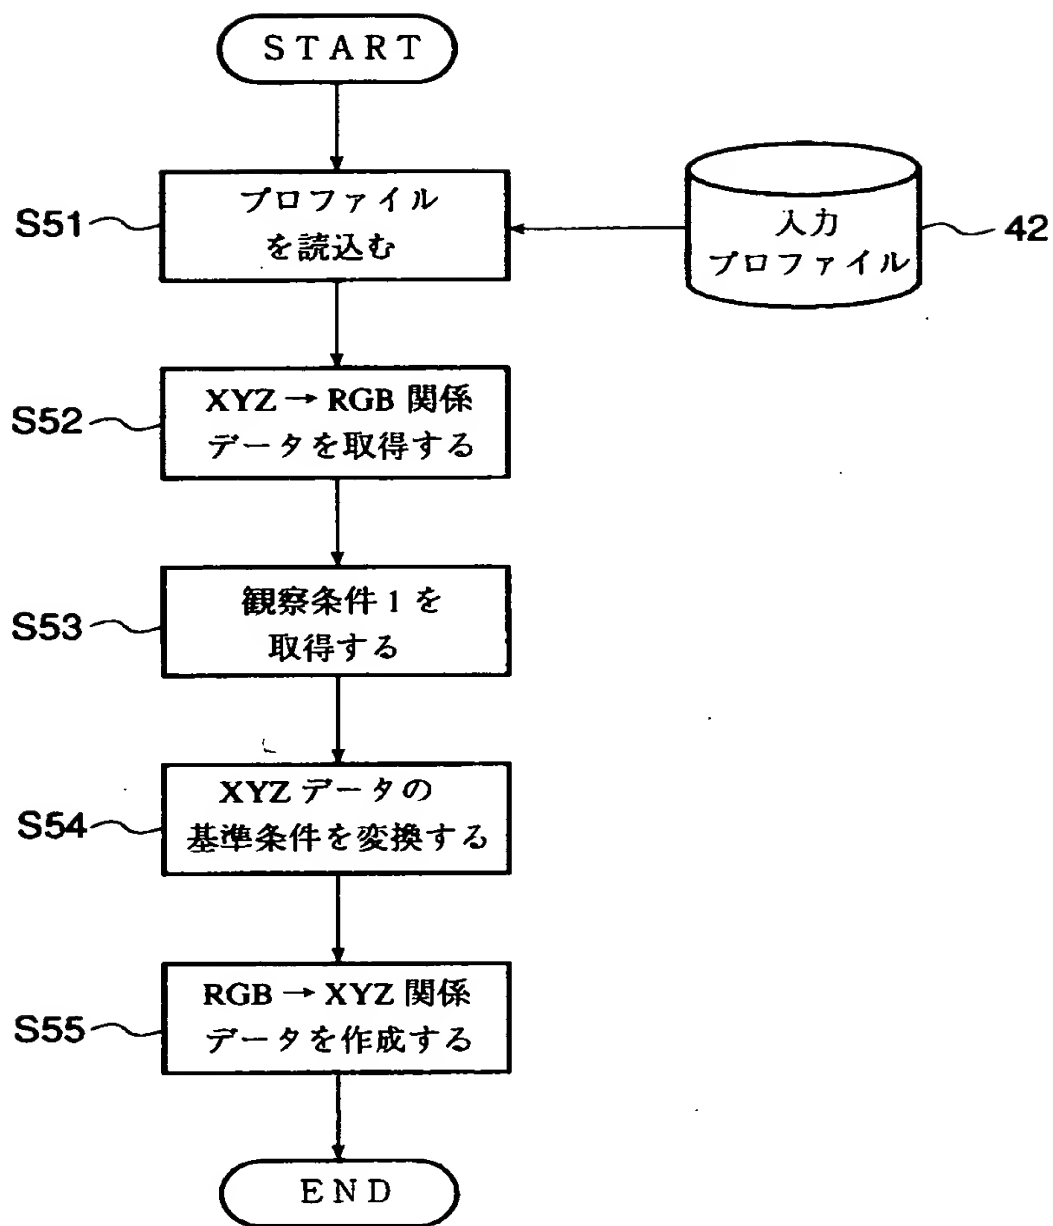 START
プロファイル
を読込む
S51
入力
プロファイル
42
XYZ → RGB 関係
データを取得する
S52
観察条件 1 を
取得する
S53
XYZ データの
基準条件を変換する
S54
RGB → XYZ 関係
データを作成する
S55
END